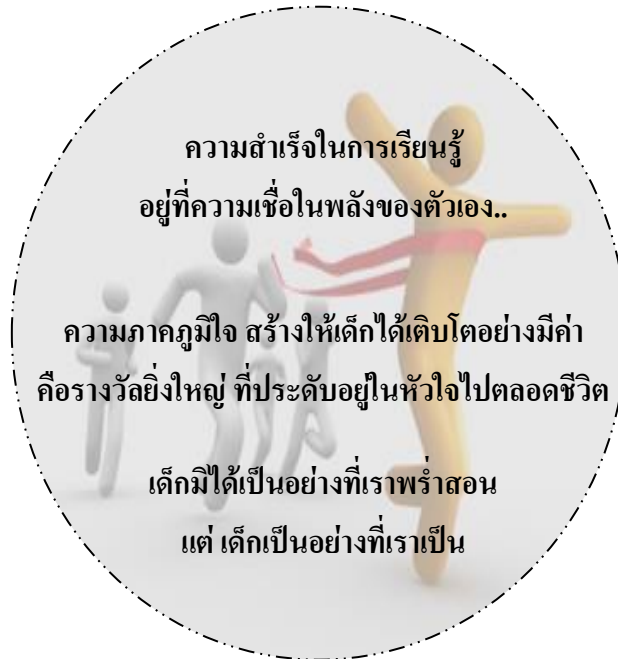 ความสำเร็จในการเรียนรู้
อยู่ที่ความเชื่อในพลังของตัวเอง..
ความภาคภูมิใจ สร้างให้เด็กได้เติบโตอย่างมีค่า
คือรางวัลยิ่งใหญ่ ที่ประดับอยู่ในหัวใจไปตลอดชีวิต
เด็กมิได้เป็นอย่างที่เราพร่ำสอน
แต่ เด็กเป็นอย่างที่เราเป็น